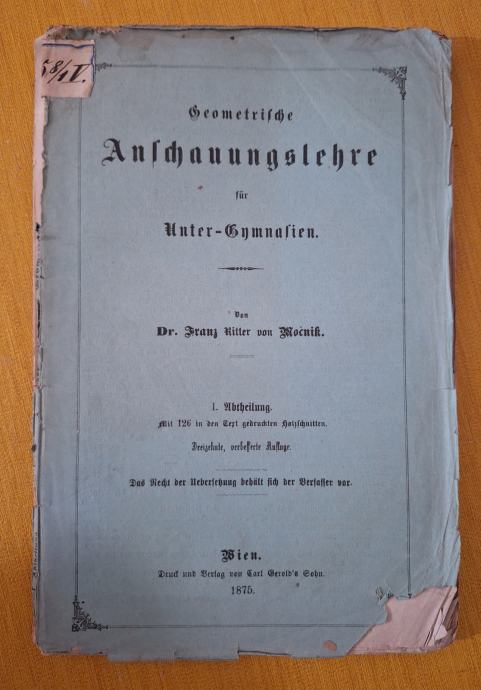 58/IV.
Geometrische
Anschauungslehre
für
Unter-Gymnasien.
Von
Dr. Franz Ritter von Močnik.
I. Abtheilung.
Mit 126 in den Text gedruckten Holzschnitten.
Dreizehnte, verbesserte Auflage.
Das Recht der Uebersetzung behält sich der Verfasser vor.
Wien.
Druck und Verlag von Carl Gerold's Sohn.
1875.